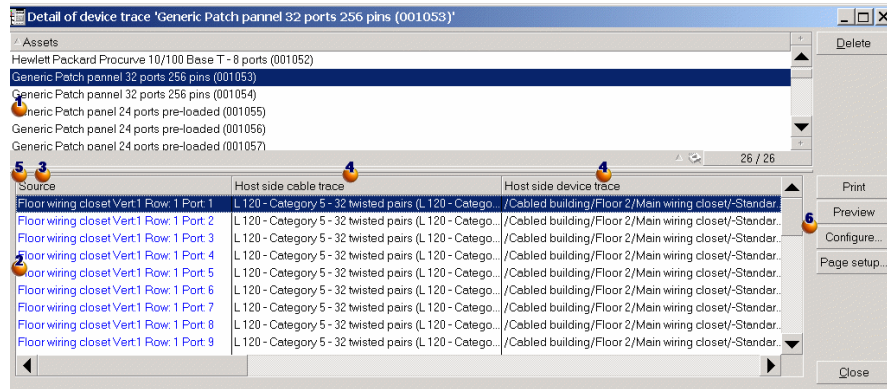 Detail of device trace 'Generic Patch pannel 32 ports 256 pins (001053)'
Assets
Delete
Hewlett Packard Procurve 10/100 Base T - 8 ports (001052)
Generic Patch pannel 32 ports 256 pins (001053)
Generic Patch pannel 32 ports 256 pins (001054)
1
Generic Patch panel 24 ports pre-loaded (001055)
Generic Patch panel 24 ports pre-loaded (001056)
Generic Patch panel 24 ports pre-loaded (001057)
26 / 26
5 3 4 4
Source Host side cable trace Host side device trace
Print
Floor wiring closet Vert:1 Row: 1 Port: 1 L 120 - Category 5 - 32 twisted pairs (L 120 - Catego... /Cabled building/Floor 2/Main wiring closet/-Standar...
Preview
6
Floor wiring closet Vert:1 Row: 1 Port: 2 L 120 - Category 5 - 32 twisted pairs (L 120 - Catego... /Cabled building/Floor 2/Main wiring closet/-Standar...
Floor wiring closet Vert:1 Row: 1 Port: 3 L 120 - Category 5 - 32 twisted pairs (L 120 - Catego... /Cabled building/Floor 2/Main wiring closet/-Standar...
Configure...
Floor wiring closet Vert:1 Row: 1 Port: 4 L 120 - Category 5 - 32 twisted pairs (L 120 - Catego... /Cabled building/Floor 2/Main wiring closet/-Standar...
2
Page setup...
Floor wiring closet Vert:1 Row: 1 Port: 5 L 120 - Category 5 - 32 twisted pairs (L 120 - Catego... /Cabled building/Floor 2/Main wiring closet/-Standar...
Floor wiring closet Vert:1 Row: 1 Port: 6 L 120 - Category 5 - 32 twisted pairs (L 120 - Catego... /Cabled building/Floor 2/Main wiring closet/-Standar...
Floor wiring closet Vert:1 Row: 1 Port: 7 L 120 - Category 5 - 32 twisted pairs (L 120 - Catego... /Cabled building/Floor 2/Main wiring closet/-Standar...
Floor wiring closet Vert:1 Row: 1 Port: 8 L 120 - Category 5 - 32 twisted pairs (L 120 - Catego... /Cabled building/Floor 2/Main wiring closet/-Standar...
Floor wiring closet Vert:1 Row: 1 Port: 9 L 120 - Category 5 - 32 twisted pairs (L 120 - Catego... /Cabled building/Floor 2/Main wiring closet/-Standar...
Close